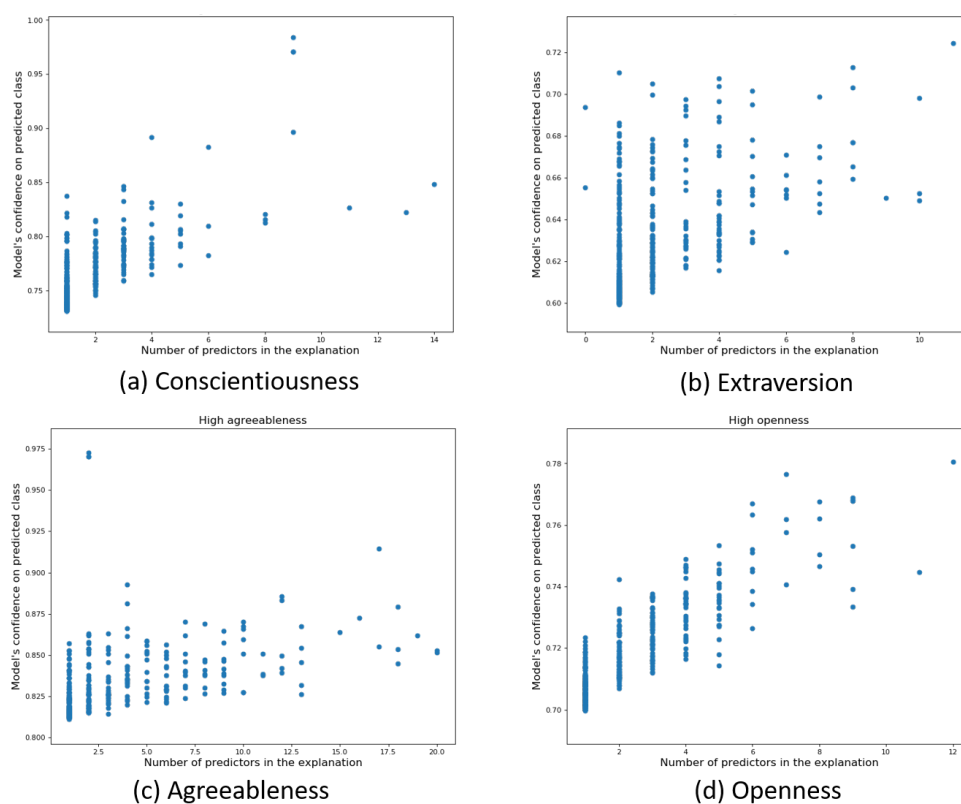 1.00
0.95
0.90
0.85
0.80
0.75
Model's confidence on predicted class
0 2 4 6 8 10 12 14
Number of predictors in the explanation
(a) Conscientiousness
0.72
0.70
0.68
0.66
0.64
0.62
0.60
Model's confidence on predicted class
0 2 4 6 8 10
Number of predictors in the explanation
(b) Extraversion
High agreeableness
0.975
0.950
0.925
0.900
0.875
0.850
0.825
0.800
Model's confidence on predicted class
2.5 5.0 7.5 10.0 12.5 15.0 17.5 20.0
Number of predictors in the explanation
(c) Agreeableness
High openness
0.78
0.76
0.74
0.72
0.70
Model's confidence on predicted class
2 4 6 8 10 12
Number of predictors in the explanation
(d) Openness